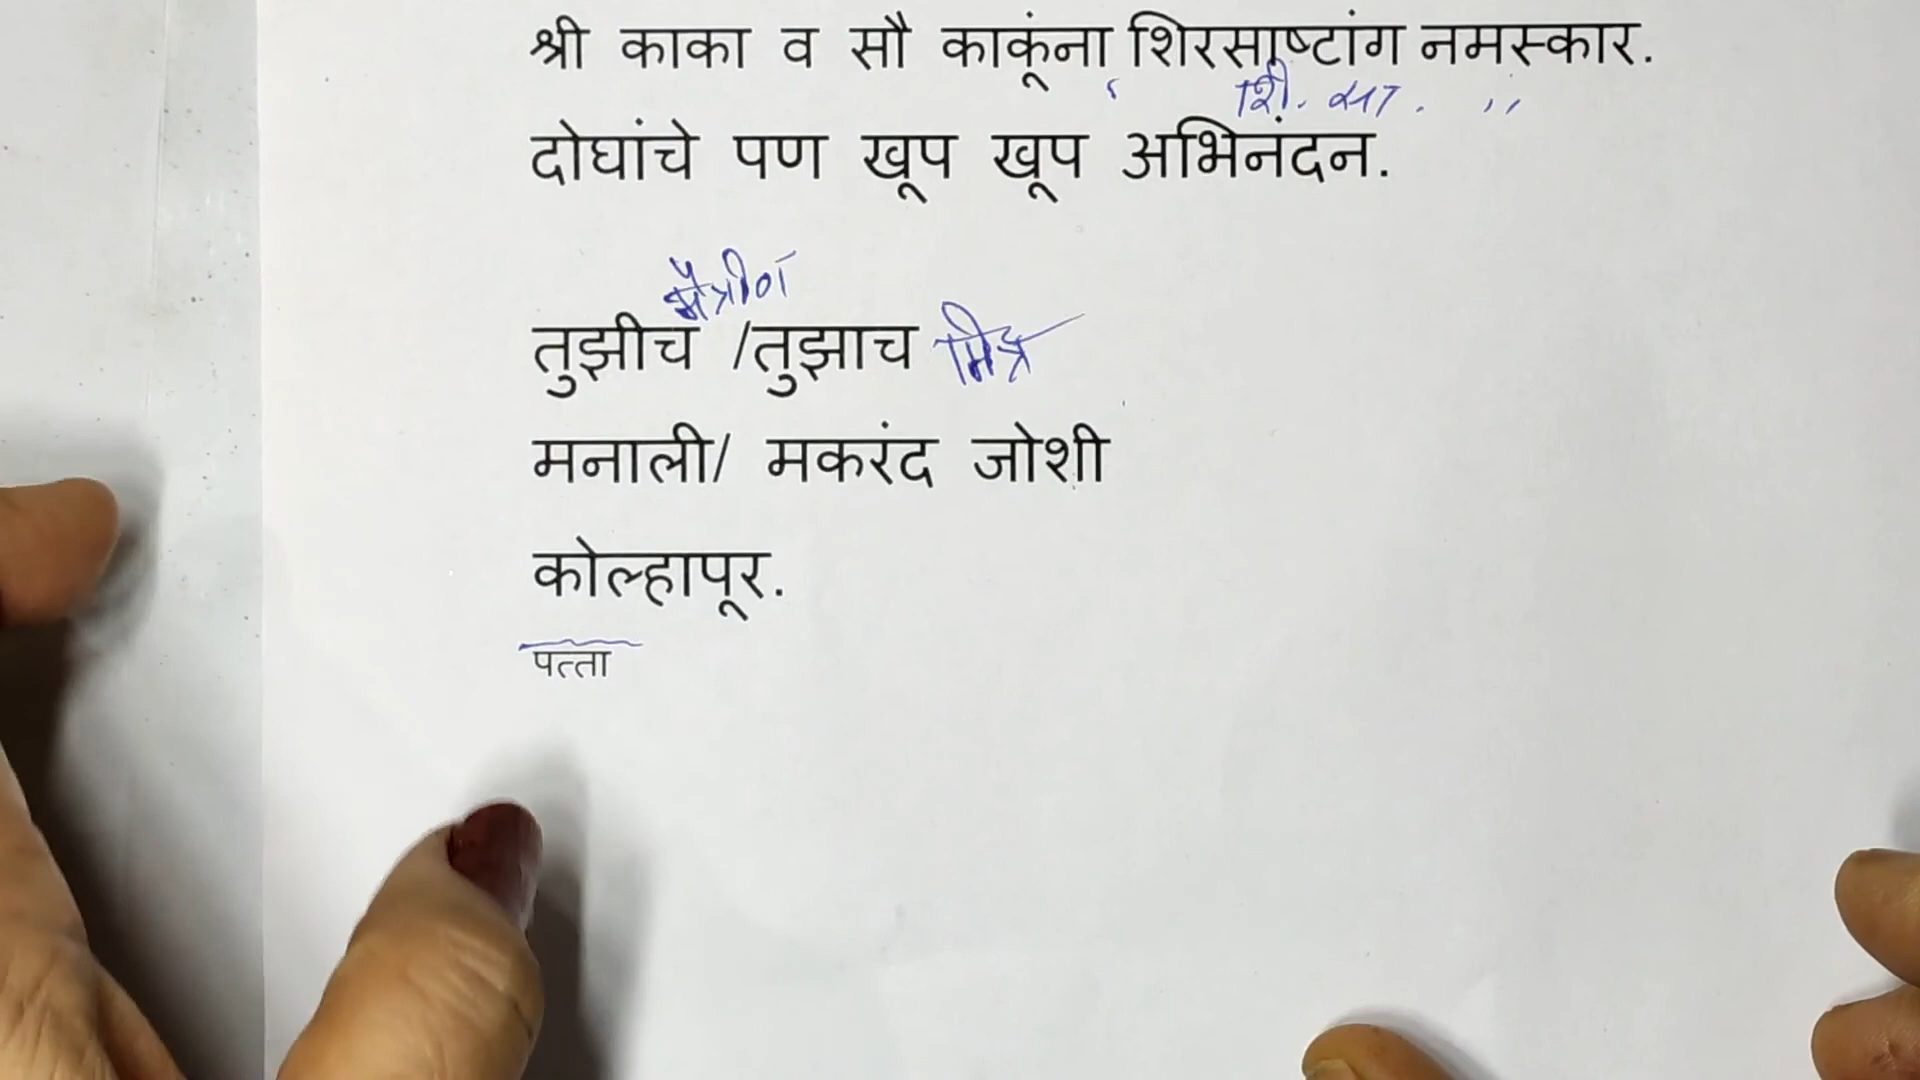 श्री काका व सौ काकूंना शिरसाष्टांग नमस्कार.
शि. सा. ,,
दोघांचे पण खूप खूप अभिनंदन.
मैत्रीण
तुझीच /तुझाच मित्र
मनाली/ मकरंद जोशी
कोल्हापूर.
पत्ता